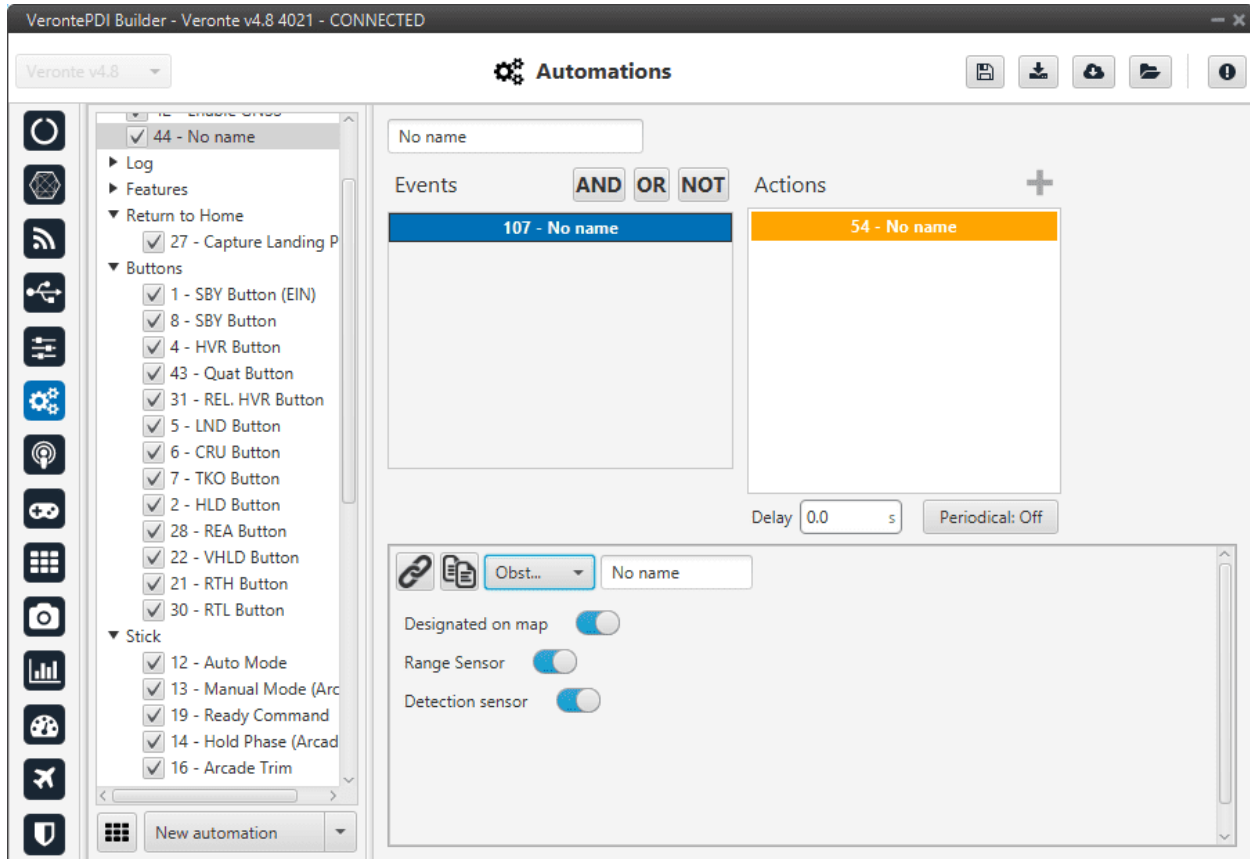 VerontePDI Builder - Veronte v4.8 4021 - CONNECTED
Veronte v4.8
Automations
44 - No name
Log
Features
Return to Home
27 - Capture Landing P
Buttons
1 - SBY Button (EIN)
8 - SBY Button
4 - HVR Button
43 - Quat Button
31 - REL. HVR Button
5 - LND Button
6 - CRU Button
7 - TKO Button
2 - HLD Button
28 - REA Button
22 - VHLD Button
21 - RTH Button
30 - RTL Button
Stick
12 - Auto Mode
13 - Manual Mode (Arc
19 - Ready Command
14 - Hold Phase (Arcad
16 - Arcade Trim
New automation
No name
Events AND OR NOT Actions
107 - No name
54 - No name
Delay 0.0 s Periodical: Off
Obst... No name
Designated on map
Range Sensor
Detection sensor